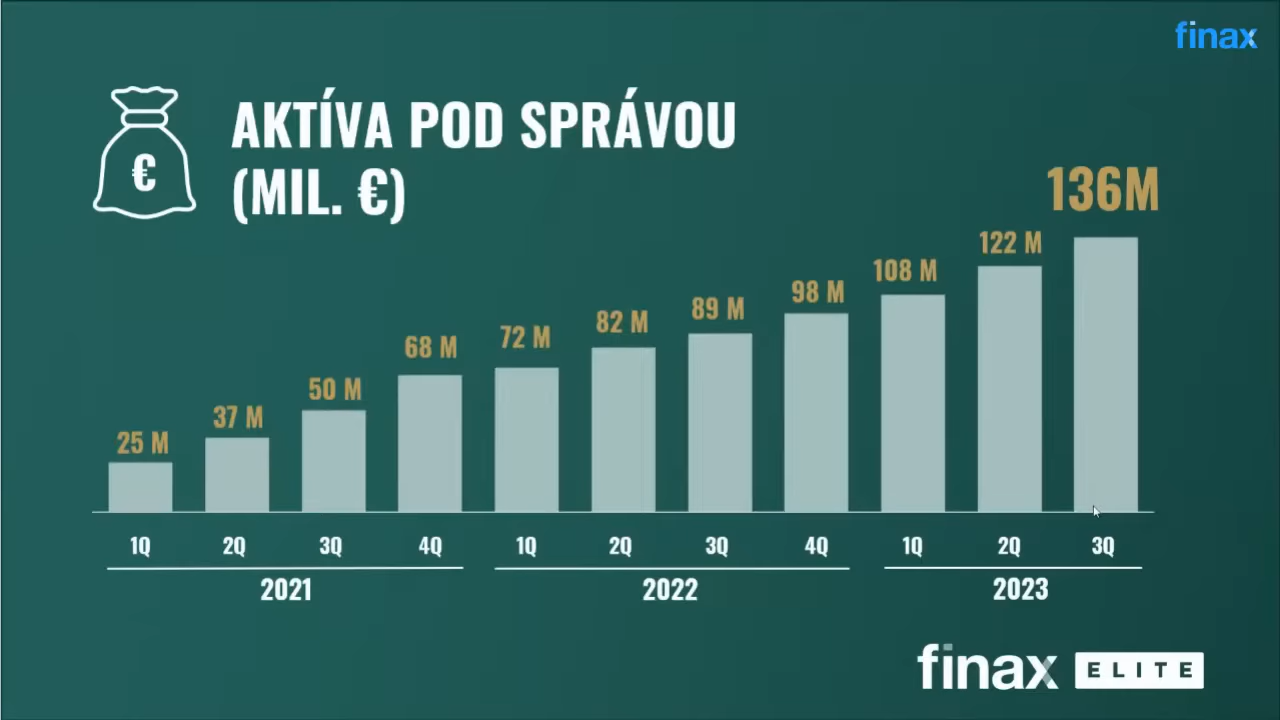 finax
AKTÍVA POD SPRÁVOU
(MIL. €)
€
136M
122 M
108 M
98 M
89 M
82 M
72 M
68 M
50 M
37 M
25 M
1Q 2Q 3Q 4Q 1Q 2Q 3Q 4Q 1Q 2Q 3Q
2021 2022 2023
finax ELITE